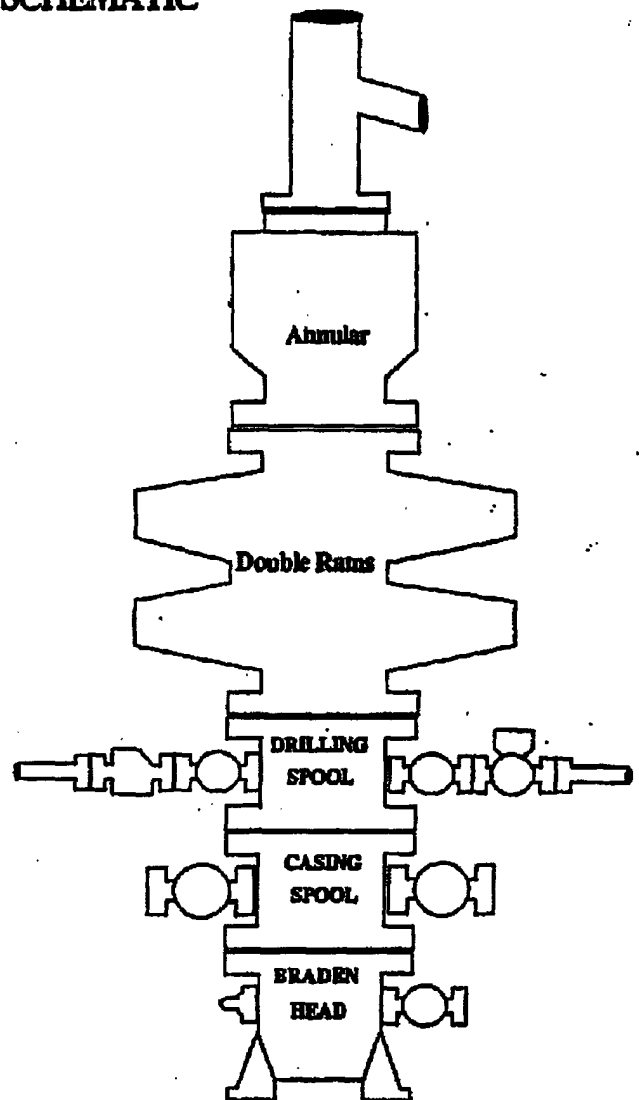 SCHEMATIC
Annular
Double Rams
DRILLING
SPOOL
CASING
SPOOL
BRADEN
HEAD